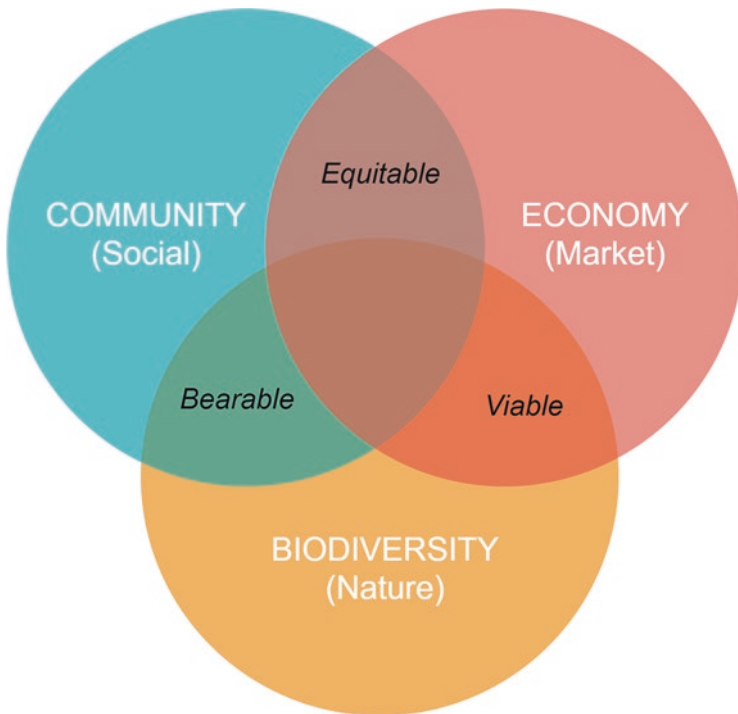 Equitable
COMMUNITY
(Social)
ECONOMY
(Market)
Bearable
Viable
BIODIVERSITY
(Nature)